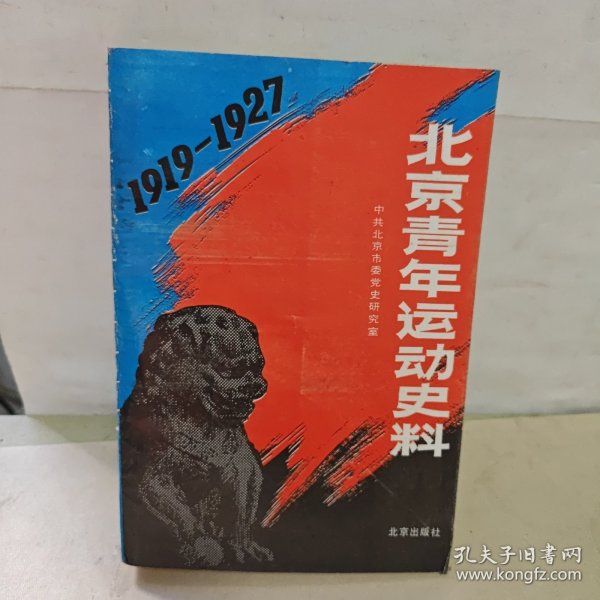 1919-1927
北京青年运动史料
中共北京市委党史研究室
北京出版社
孔夫子旧书网
www.kongfz.com